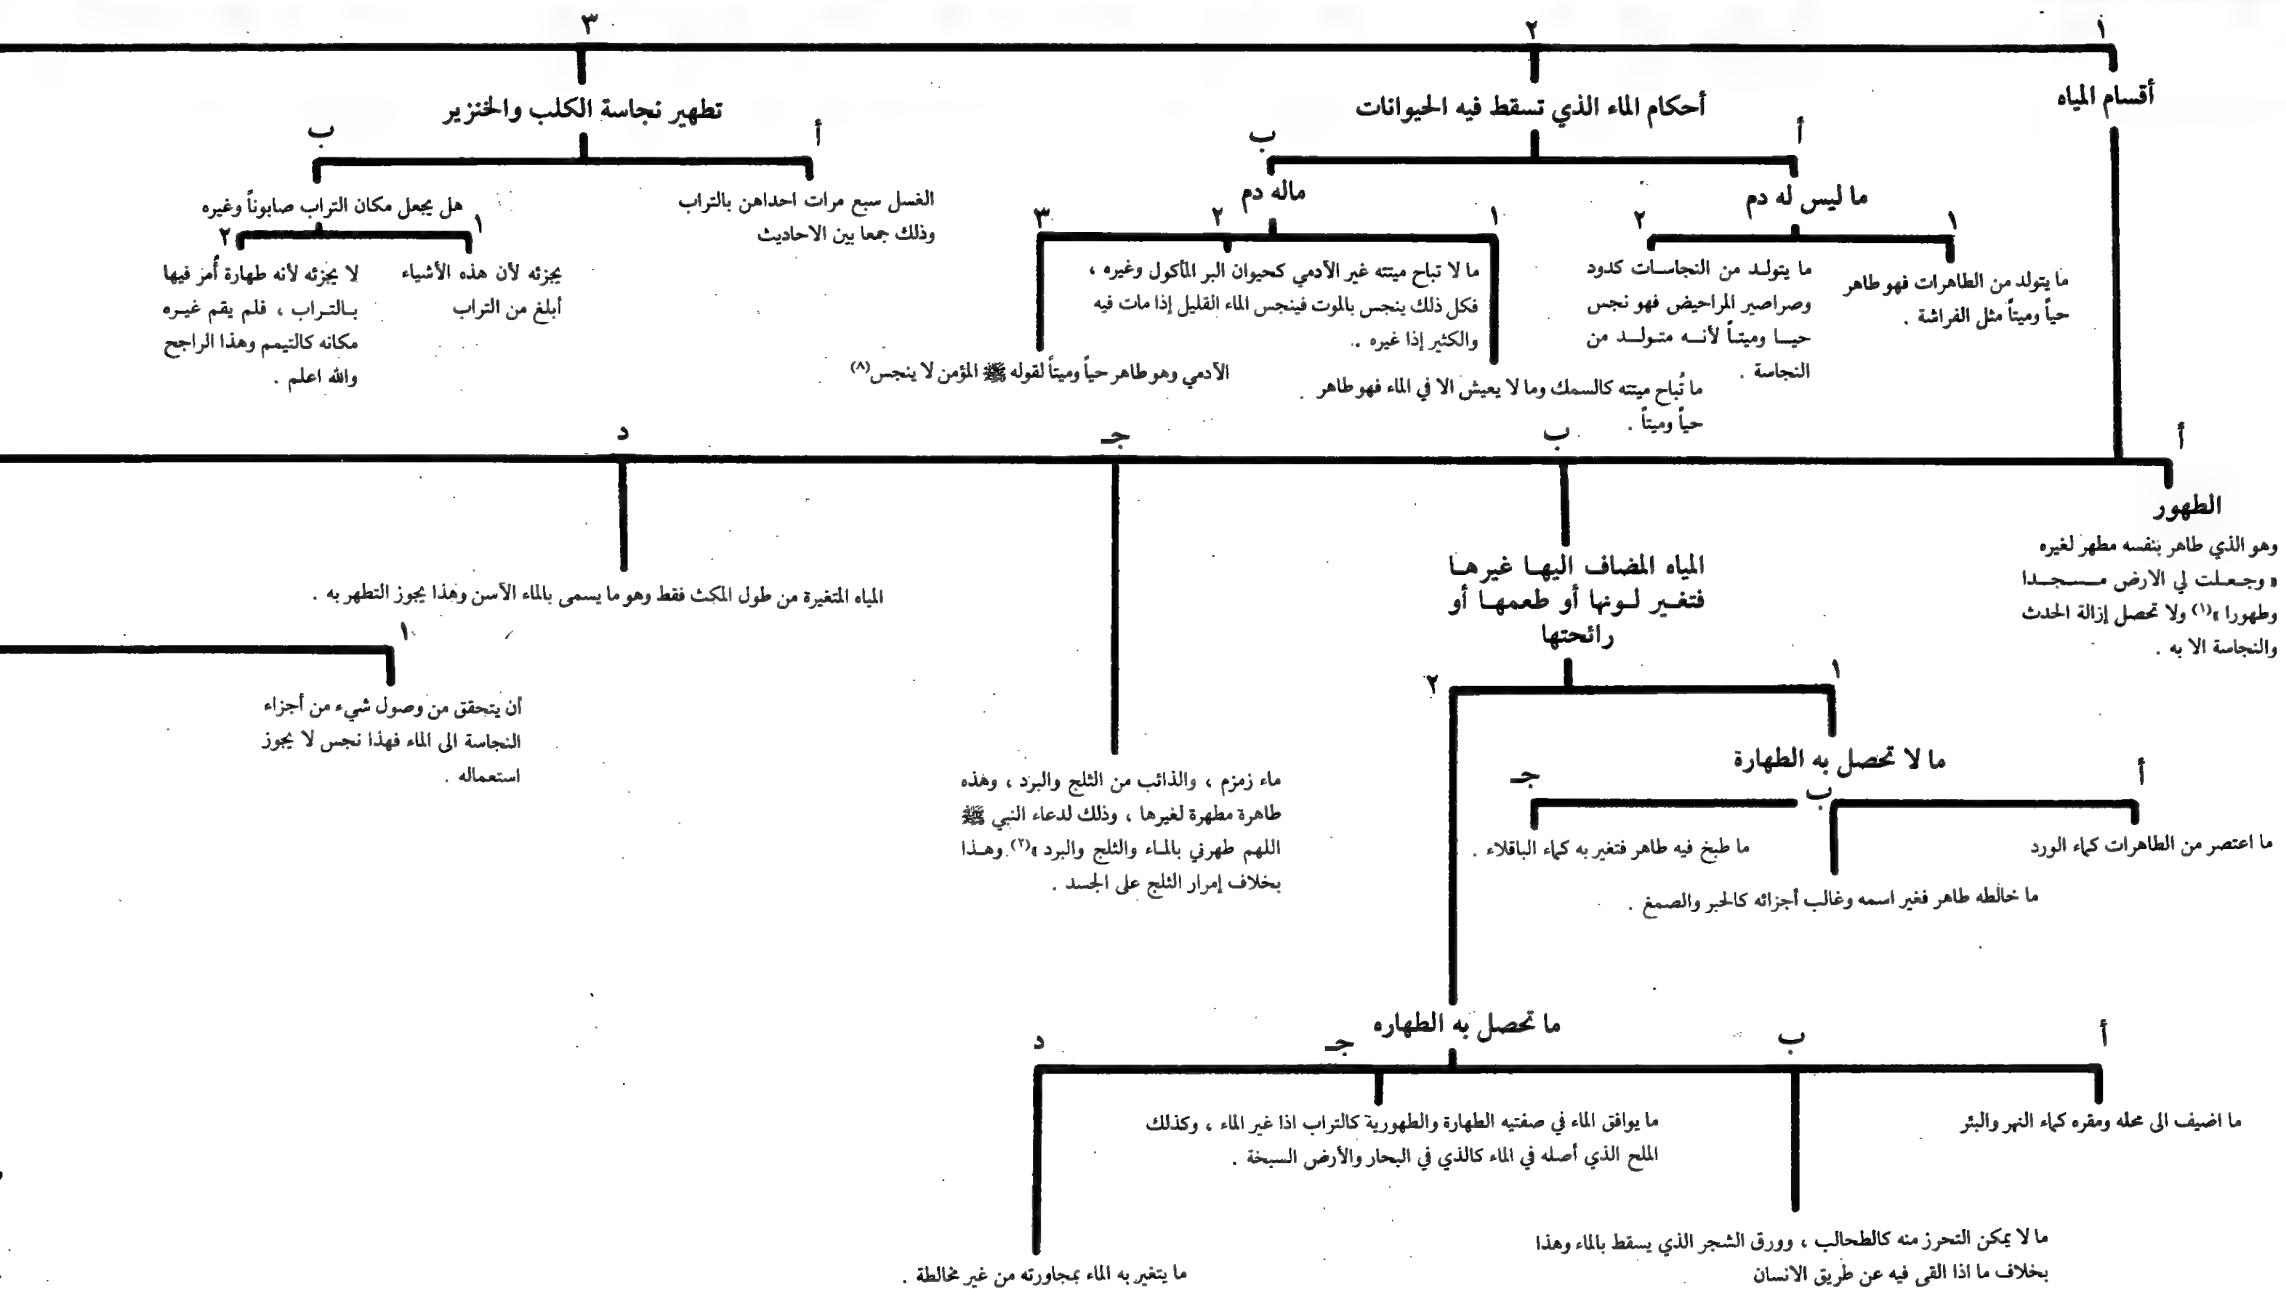 ١
أقسام المياه
٢
أحكام الماء الذي تسقط فيه الحيوانات
أ
ما ليس له دم
١
ما يتولد من الطاهرات فهو طاهر
حياً وميتاً مثل الفراشة .
٢
ما يتولد من النجاسات كدود
وصراصير المراحيض فهو نجس
حيا وميتاً لأنه متولد من
النجاسة .
ب
ماله دم
١
ما تُباح ميتته كالسمك وما لا يعيش الا في الماء فهو طاهر
حياً وميتاً .
٢
ما لا تباح ميتته غير الآدمي كحيوان البر المأكول وغيره ،
فكل ذلك ينجس بالموت فينجس الماء القليل إذا مات فيه
والكثير إذا غيره .
٣
الآدمي وهو طاهر حياً وميتاً لقوله ﷺ المؤمن لا ينجس(٨)
٣
تطهير نجاسة الكلب والخنزير
أ
الغسل سبع مرات احداهن بالتراب
وذلك جمعا بين الاحاديث
ب
هل يجعل مكان التراب صابوناً وغيره
١
يجزئه لأن هذه الأشياء
أبلغ من التراب
٢
لا يجزئه لأنه طهارة أُمر فيها
بالتراب ، فلم يقم غيره
مكانه كالتيمم وهذا الراجح
والله اعلم .
أ
الطهور
وهو الذي طاهر بنفسه مطهر لغيره
« وجعلت لي الارض مسجدا
وطهورا »(١) ولا تحصل إزالة الحدث
والنجاسة الا به .
ب
المياه المضاف اليها غيرها
فتغير لونها أو طعمها أو
رائحتها
١
ما لا تحصل به الطهارة
أ
ما اعتصر من الطاهرات كماء الورد
ب
ما خالطه طاهر فغير اسمه وغالب أجزائه كالحبر والصمغ .
جـ
ما طبخ فيه طاهر فتغير به كماء الباقلاء .
٢
ما تحصل به الطهاره
أ
ما اضيف الى محله ومقره كماء النهر والبئر
ب
ما لا يمكن التحرز منه كالطحالب ، وورق الشجر الذي يسقط بالماء وهذا
بخلاف ما اذا القى فيه عن طريق الانسان
جـ
ما يوافق الماء في صفتيه الطهارة والطهورية كالتراب اذا غير الماء ، وكذلك
الملح الذي أصله في الماء كالذي في البحار والأرض السبخة .
د
ما يتغير به الماء بمجاورته من غير مخالطة .
جـ
ماء زمزم ، والذائب من الثلج والبرد ، وهذه
طاهرة مطهرة لغيرها ، وذلك لدعاء النبي ﷺ
اللهم طهرني بالماء والثلج والبرد »(٢) وهذا
بخلاف إمرار الثلج على الجسد .
د
المياه المتغيرة من طول المكث فقط وهو ما يسمى بالماء الآسن وهذا يجوز التطهر به .
١
أن يتحقق من وصول شيء من أجزاء
النجاسة الى الماء فهذا نجس لا يجوز
استعماله .